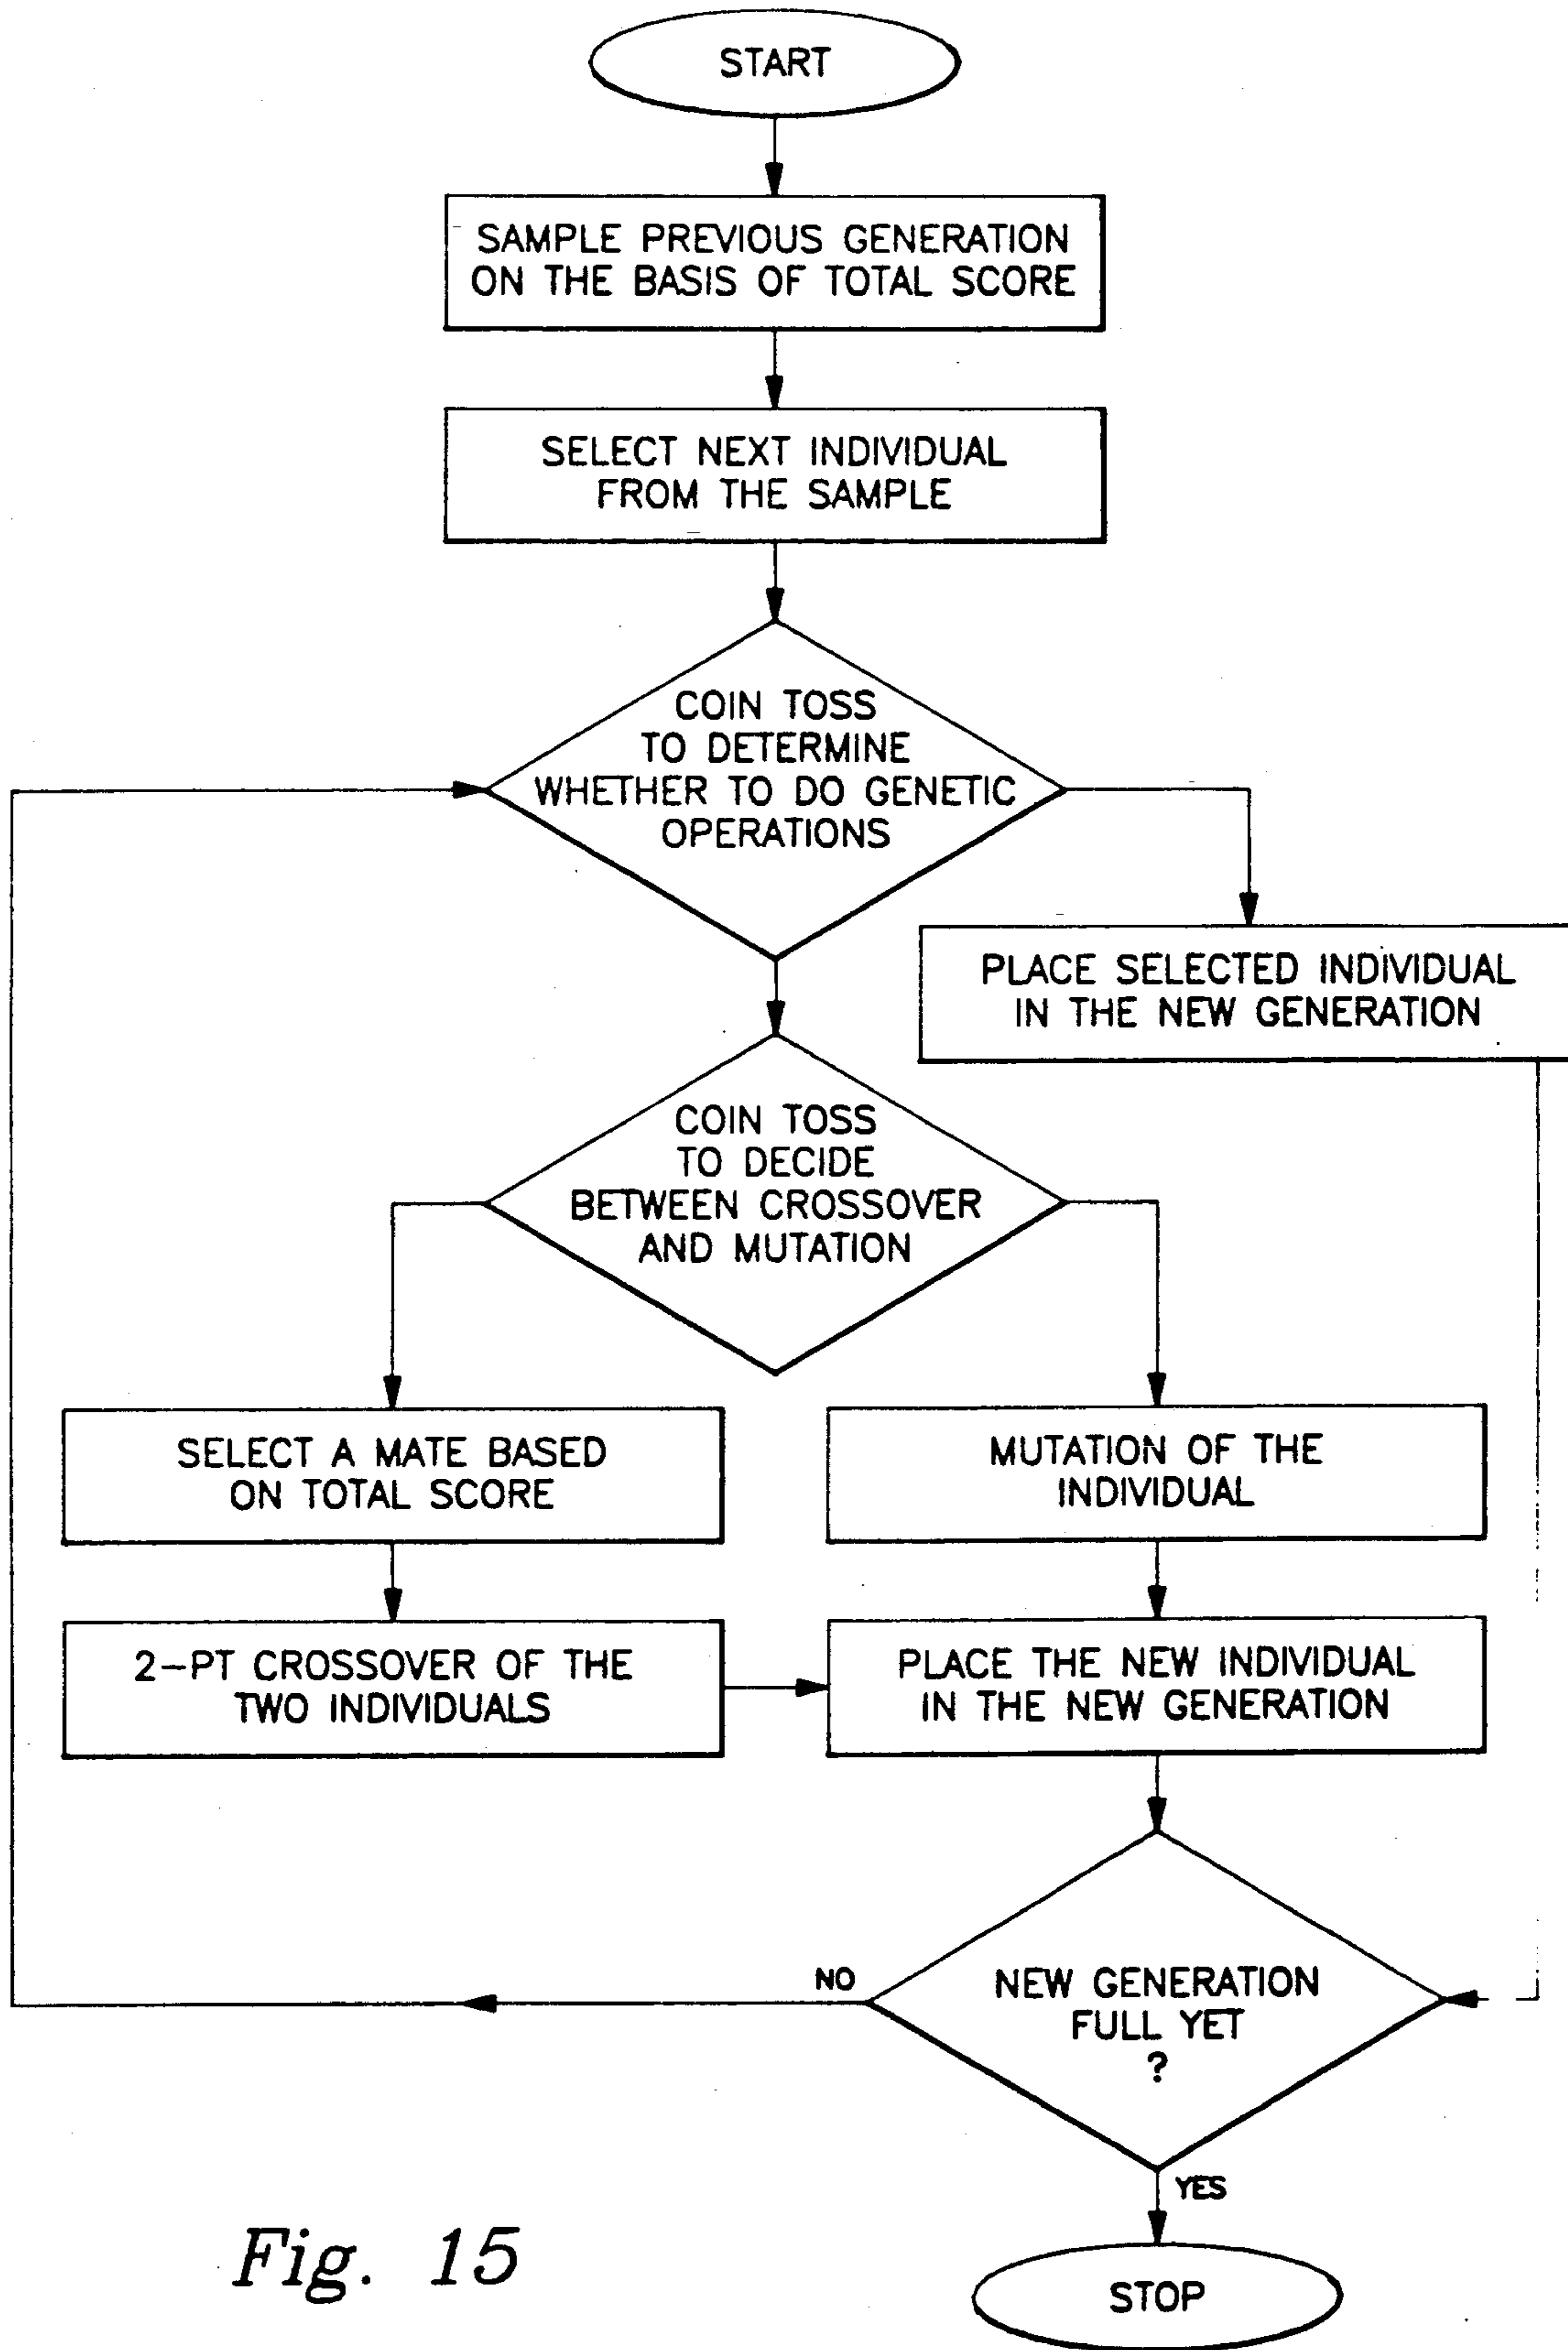 START
SAMPLE PREVIOUS GENERATION
ON THE BASIS OF TOTAL SCORE
SELECT NEXT INDIVIDUAL
FROM THE SAMPLE
COIN TOSS
TO DETERMINE
WHETHER TO DO GENETIC
OPERATIONS
PLACE SELECTED INDIVIDUAL
IN THE NEW GENERATION
COIN TOSS
TO DECIDE
BETWEEN CROSSOVER
AND MUTATION
SELECT A MATE BASED
ON TOTAL SCORE
MUTATION OF THE
INDIVIDUAL
2-PT CROSSOVER OF THE
TWO INDIVIDUALS
PLACE THE NEW INDIVIDUAL
IN THE NEW GENERATION
NO
NEW GENERATION
FULL YET
?
YES
STOP
Fig. 15